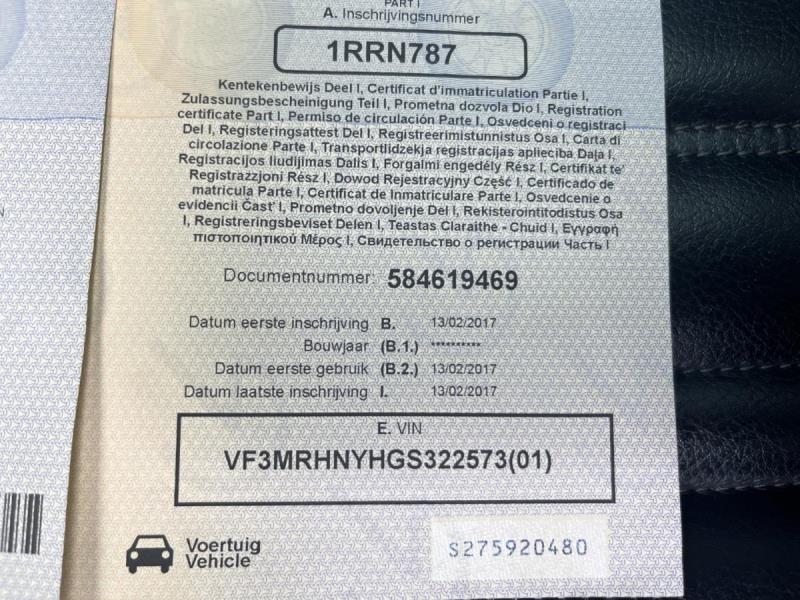 PART I
A. Inschrijvingsnummer
1RRN787
Kentekenbewijs Deel I, Certificat d'immatriculation Partie I,
Zulassungsbescheinigung Teil I, Prometna dozvola Dio I, Registration
certificate Part I, Permiso de circulación Parte I, Osvedceni o registraci
Del I, Registeringsattest Del I, Registreerimistunnistus Osa I, Carta di
circolazione Parte I, Transportlidzekja registracijas aplieciba Daļa I,
Registracijos liudijimas Dalis I, Forgalmi engedély Rész I, Certifikat te'
Registrazzjoni Rész I, Dowod Rejestracyjny Część I, Certificado de
matricula Parte I, Certificat de Inmatriculare Parte I, Osvedcenie o
evidencii Čast' I, Prometno dovoljenje Del I, Rekisterointitodistus Osa
I, Registreringsbeviset Delen I, Teastas Claraithe - Chuid I, Εγγραφή
πιστοποιητικού Μέρος I, Свидетельство о регистрации Часть I
Documentnummer: 584619469
Datum eerste inschrijving B. 13/02/2017
Bouwjaar (B.1.) **********
Datum eerste gebruik (B.2.) 13/02/2017
Datum laatste inschrijving I. 13/02/2017
E. VIN
VF3MRHNYHGS322573(01)
Voertuig
Vehicle
S275920480